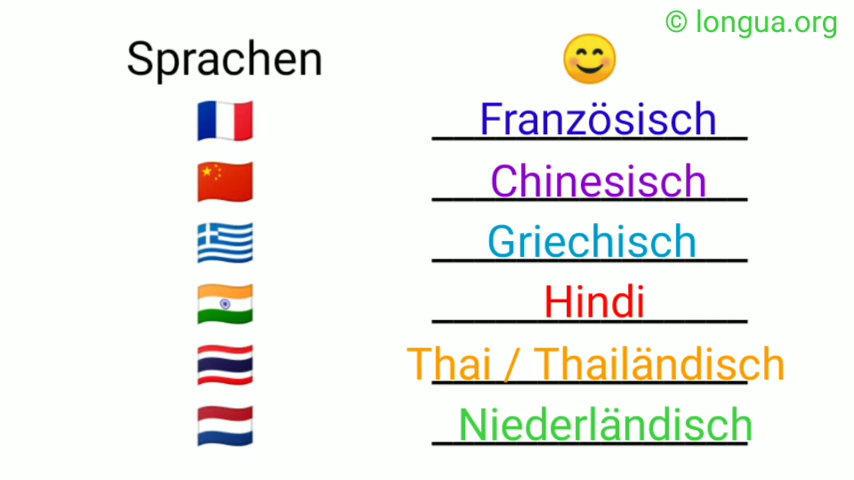 © longua.org
Sprachen
Französisch
Chinesisch
Griechisch
Hindi
Thai / Thailändisch
Niederländisch